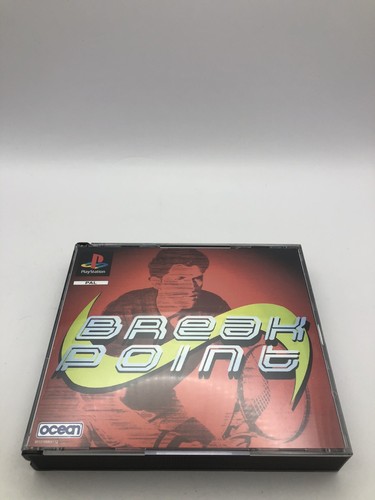 PlayStation
PAL
BREAK
POINT
ocean